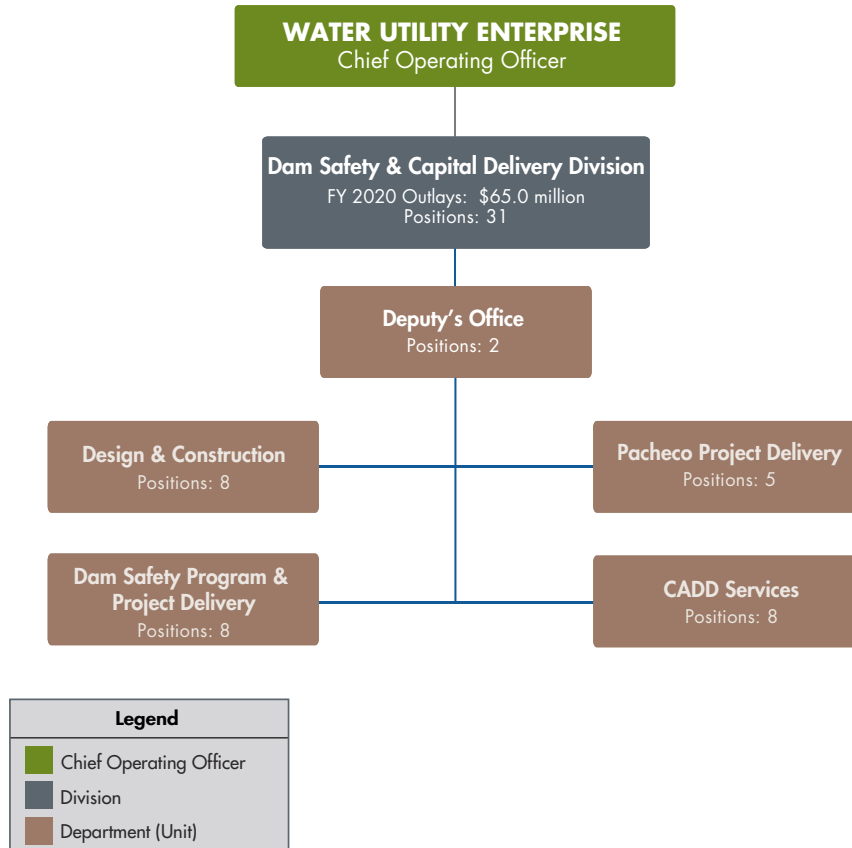 WATER UTILITY ENTERPRISE
Chief Operating Officer
Dam Safety & Capital Delivery Division
FY 2020 Outlays: $65.0 million
Positions: 31
Deputy’s Office
Positions: 2
Design & Construction
Positions: 8
Pacheco Project Delivery
Positions: 5
Dam Safety Program &
Project Delivery
Positions: 8
CADD Services
Positions: 8
Legend
Chief Operating Officer
Division
Department (Unit)